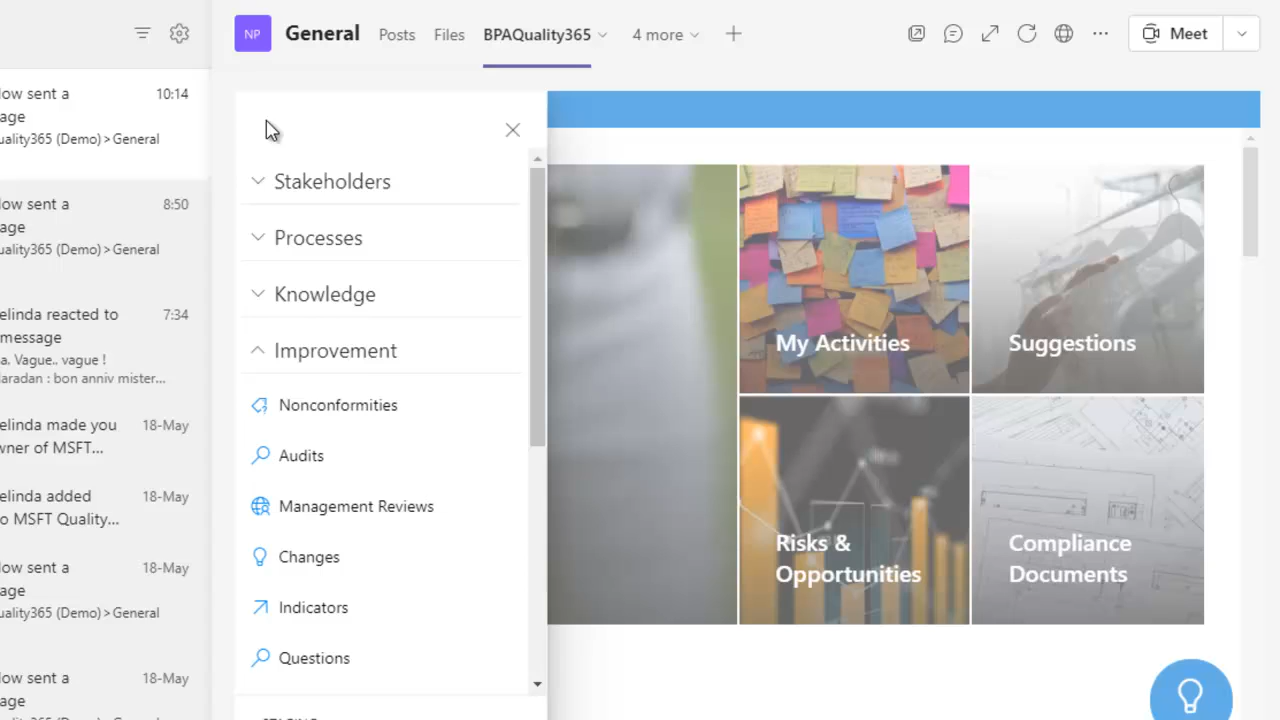 NP General Posts Files BPAQuality365 4 more Meet
low sent a 10:14
age
uality365 (Demo) > General
low sent a 8:50
age
uality365 (Demo) > General
elinda reacted to 7:34
message
a. Vague.. vague !
laradan : bon anniv mister...
elinda made you 18-May
wner of MSFT...
elinda added 18-May
o MSFT Quality...
low sent a 18-May
age
uality365 (Demo) > General
low sent a 18-May
age
Stakeholders
Processes
Knowledge
Improvement
Nonconformities
Audits
Management Reviews
Changes
Indicators
Questions
My Activities
Suggestions
Risks &
Opportunities
Compliance
Documents